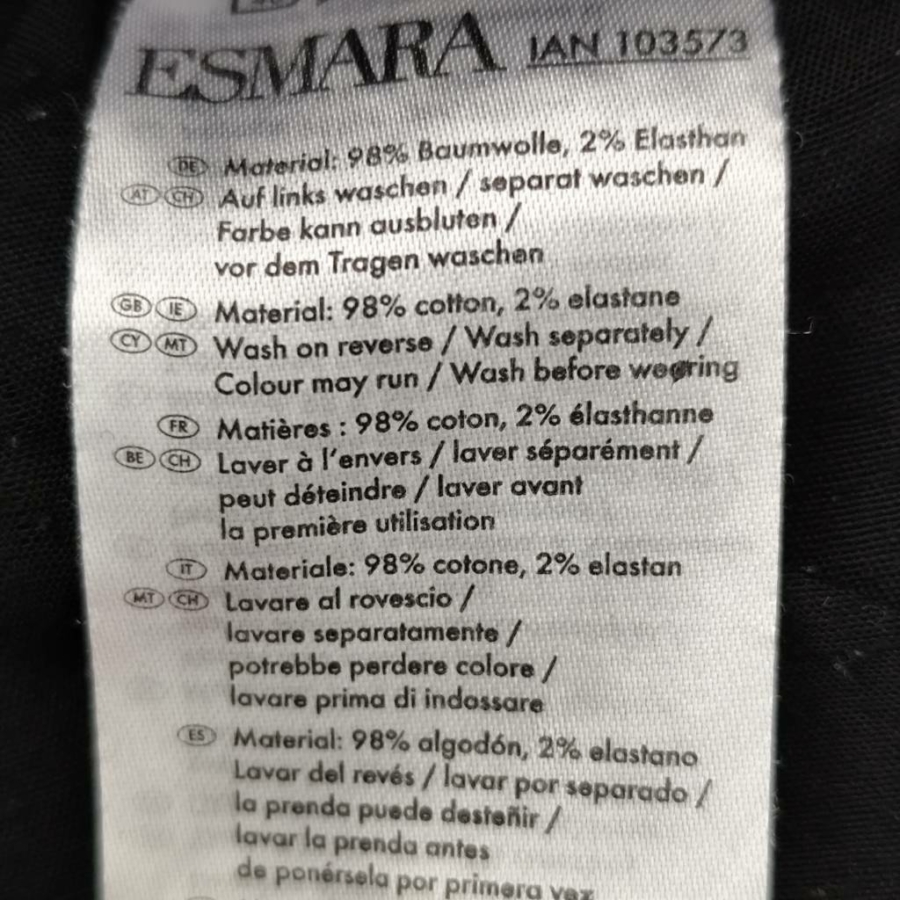 ESMARA IAN 103573
DE Material: 98% Baumwolle, 2% Elasthan
AT CH Auf links waschen / separat waschen /
Farbe kann ausbluten /
vor dem Tragen waschen
GB IE Material: 98% cotton, 2% elastane
CY MT Wash on reverse / Wash separately /
Colour may run / Wash before wearing
FR Matières : 98% coton, 2% élasthanne
BE CH Laver à l'envers / laver séparément /
peut déteindre / laver avant
la première utilisation
IT Materiale: 98% cotone, 2% elastan
MT CH Lavare al rovescio /
lavare separatamente /
potrebbe perdere colore /
lavare prima di indossare
ES Material: 98% algodón, 2% elastano
Lavar del revés / lavar por separado /
la prenda puede desteñir /
lavar la prenda antes
de ponérsela por primera vez